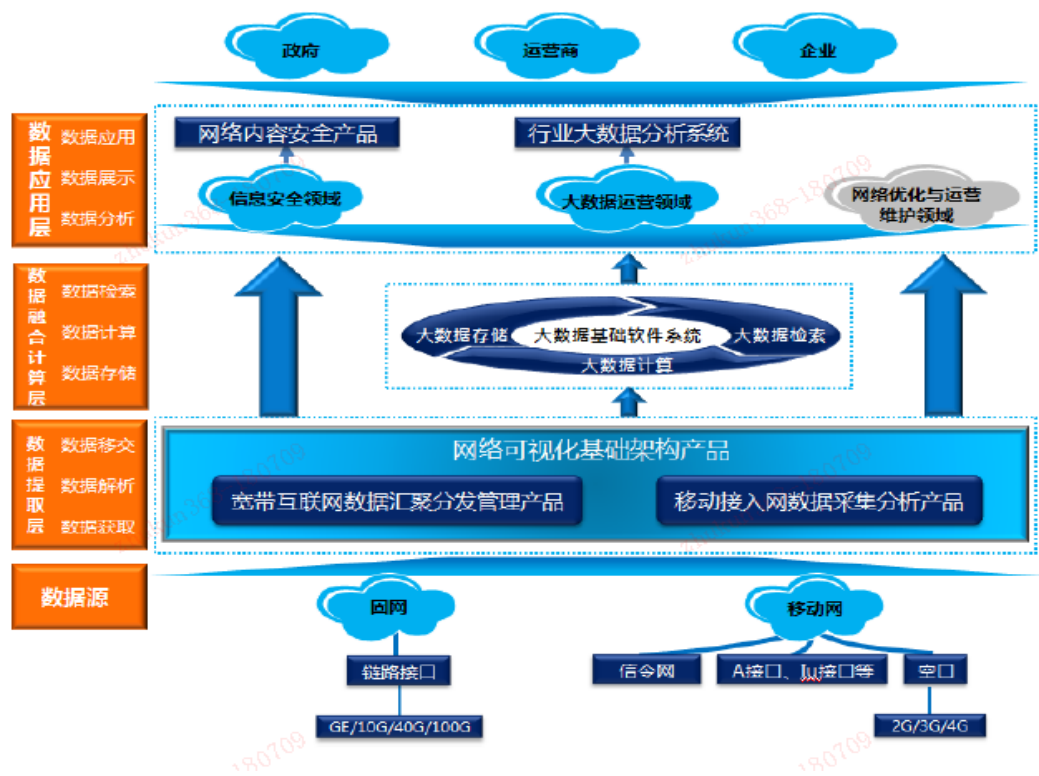 政府
运营商
企业
数据应用层
数据应用
数据展示
数据分析
网络内容安全产品
行业大数据分析系统
信息安全领域
大数据运营领域
网络优化与运营
维护领域
数据融合计算层
数据检索
数据计算
数据存储
大数据存储
大数据基础软件系统
大数据检索
大数据计算
数据提取层
数据移交
数据解析
数据获取
网络可视化基础架构产品
宽带互联网数据汇聚分发管理产品
移动接入网数据采集分析产品
数据源
固网
移动网
链路接口
信令网
A接口、Iu接口等
空口
GE/10G/40G/100G
2G/3G/4G